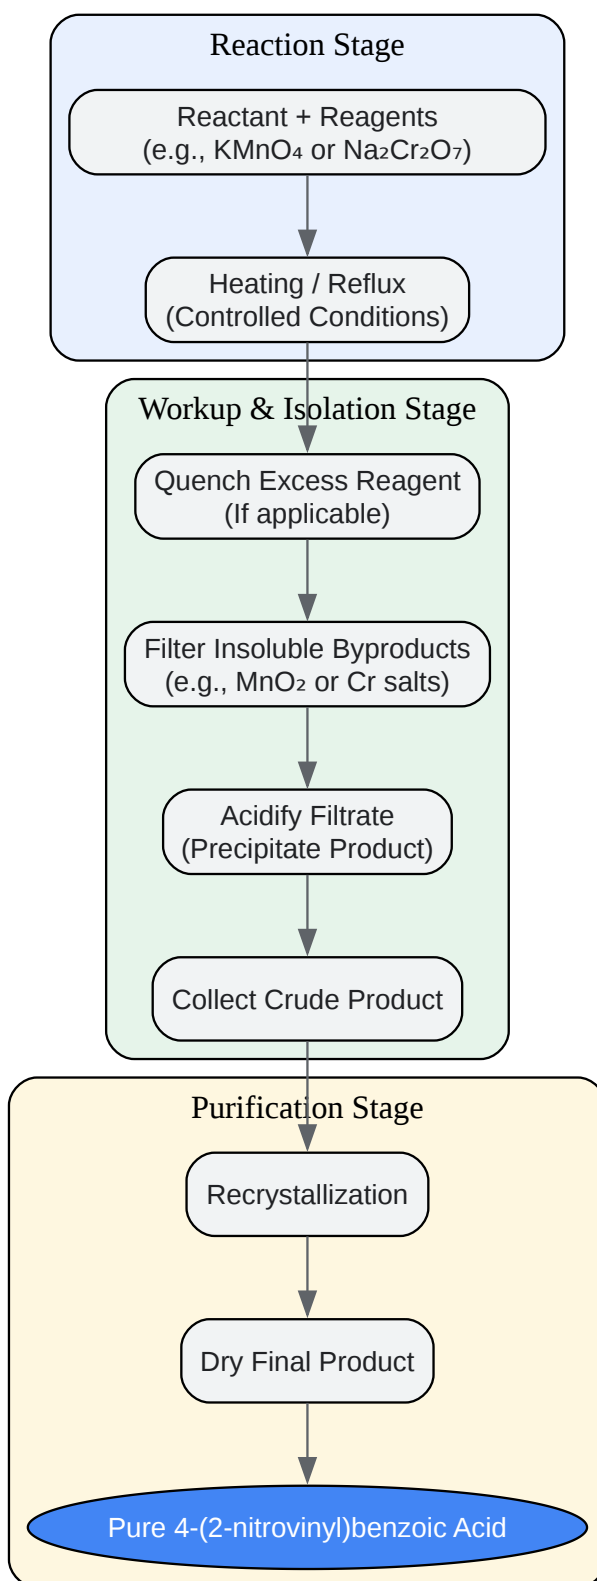 Reaction Stage
Reactant + Reagents
(e.g., KMnO₄ or Na₂Cr₂O₇)
Heating / Reflux
(Controlled Conditions)
Workup & Isolation Stage
Quench Excess Reagent
(If applicable)
Filter Insoluble Byproducts
(e.g., MnO₂ or Cr salts)
Acidify Filtrate
(Precipitate Product)
Collect Crude Product
Purification Stage
Recrystallization
Dry Final Product
Pure 4-(2-nitrovinyl)benzoic Acid